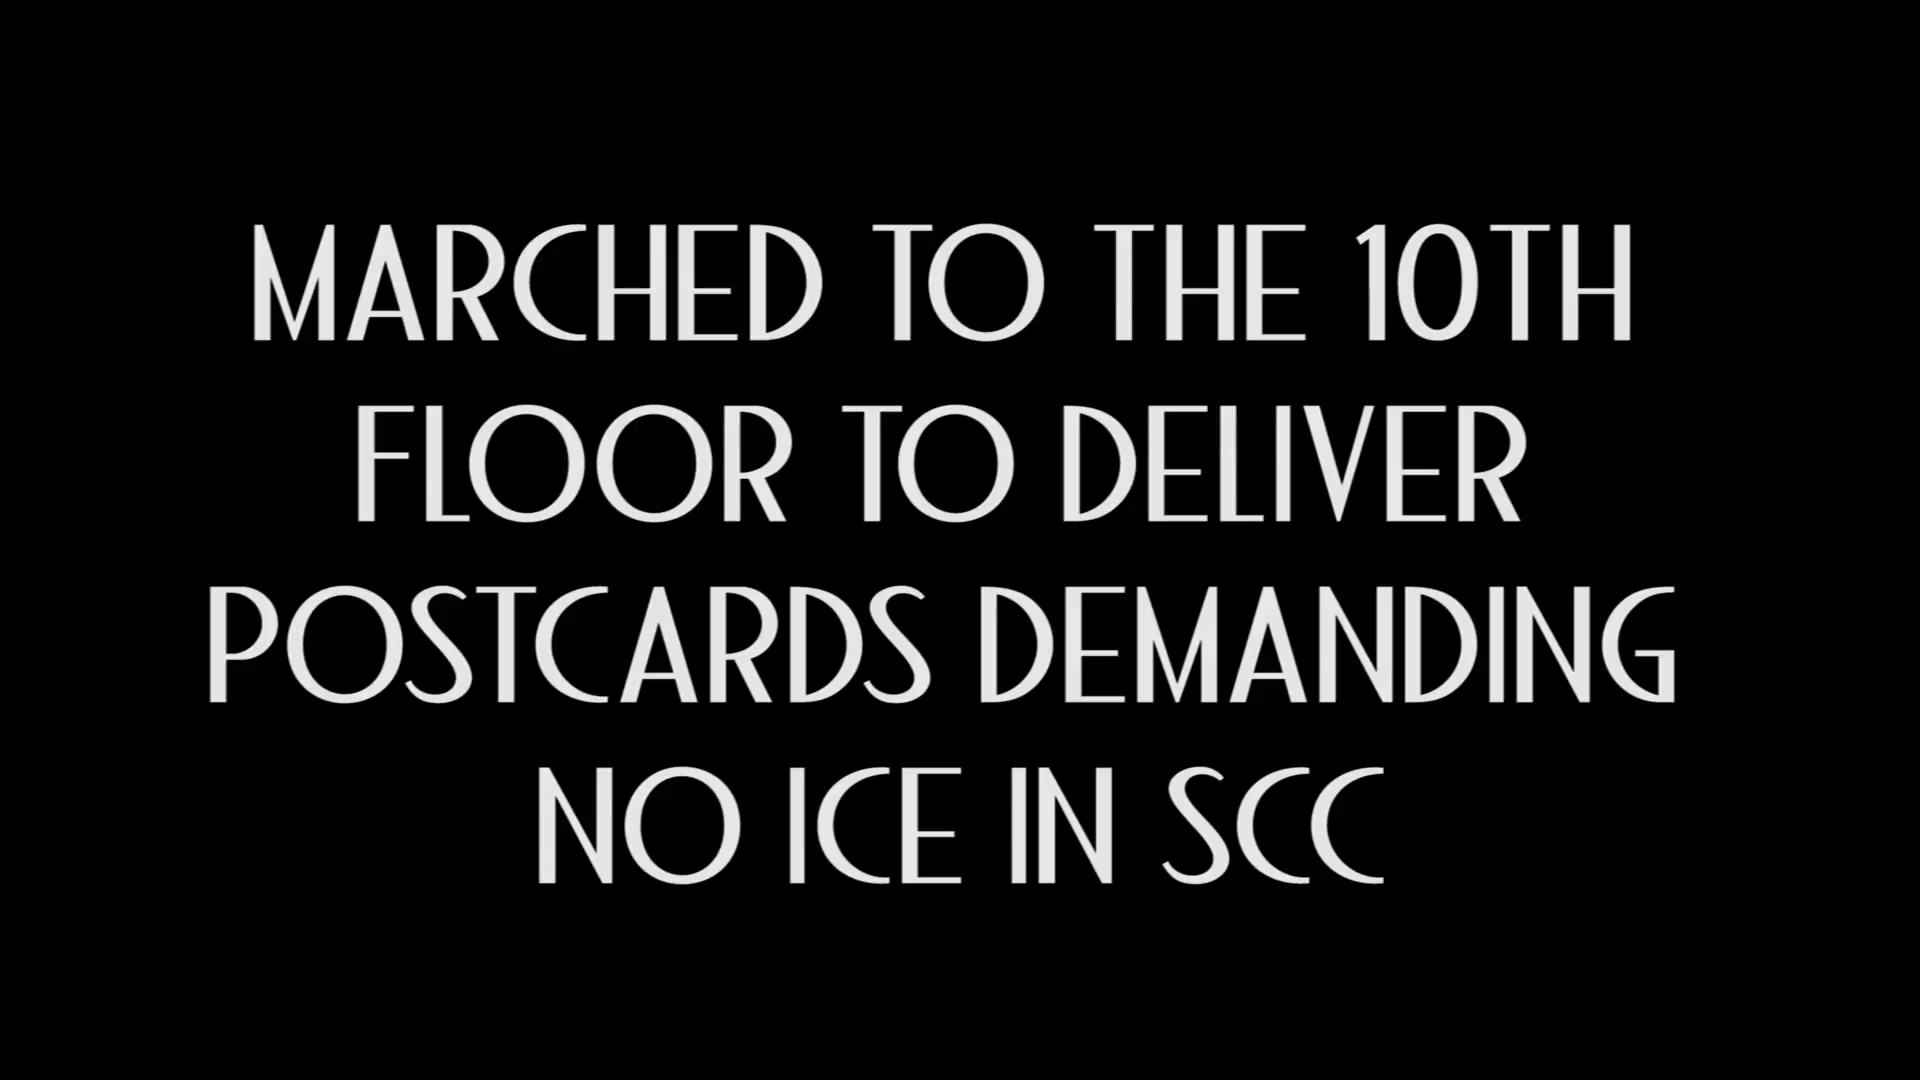 MARCHED TO THE 10TH
FLOOR TO DELIVER
POSTCARDS DEMANDING
NO ICE IN SCC